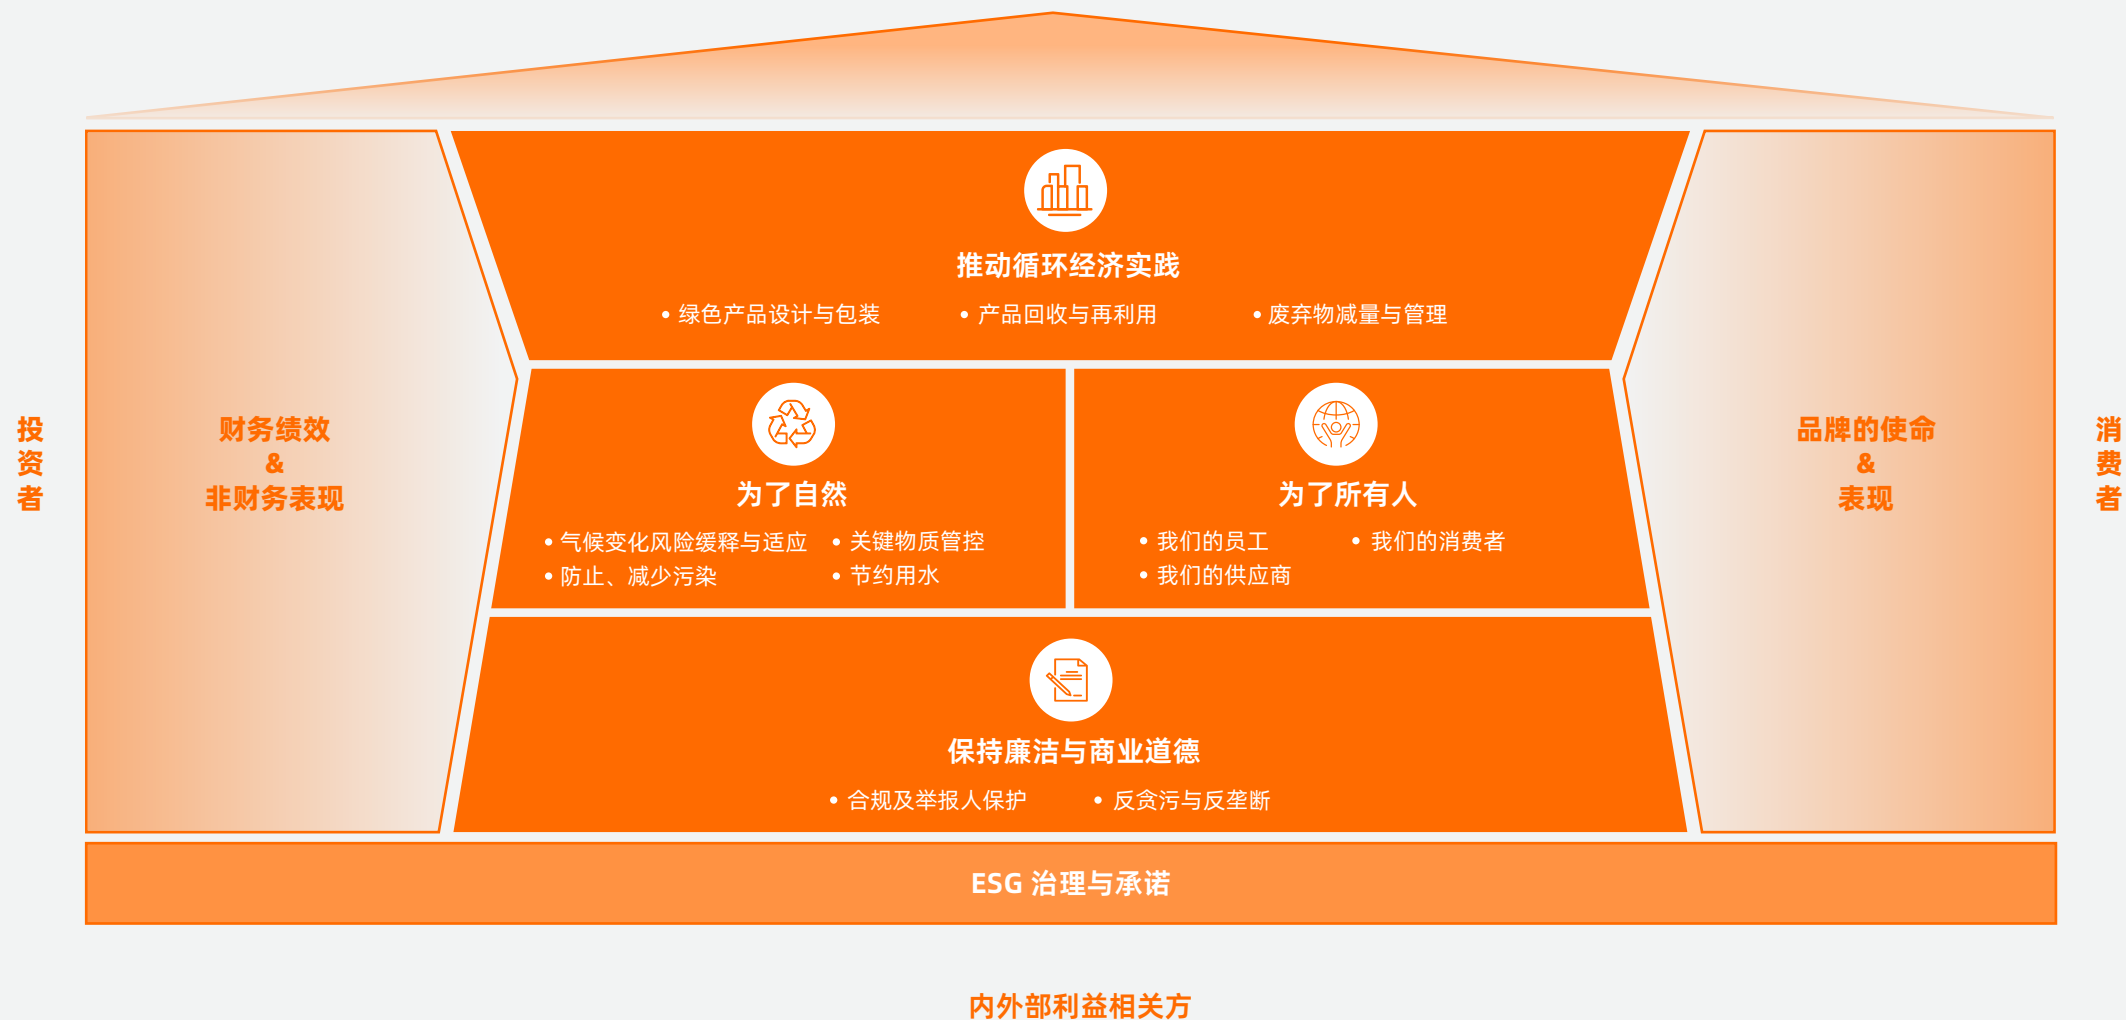 推动循环经济实践
• 绿色产品设计与包装
• 产品回收与再利用
• 废弃物减量与管理
投资者
财务绩效
&
非财务表现
为了自然
• 气候变化风险缓释与适应
• 关键物质管控
• 防止、减少污染
• 节约用水
为了所有人
• 我们的员工
• 我们的消费者
• 我们的供应商
品牌的使命
&
表现
消费者
保持廉洁与商业道德
• 合规及举报人保护
• 反贪污与反垄断
ESG 治理与承诺
内外部利益相关方